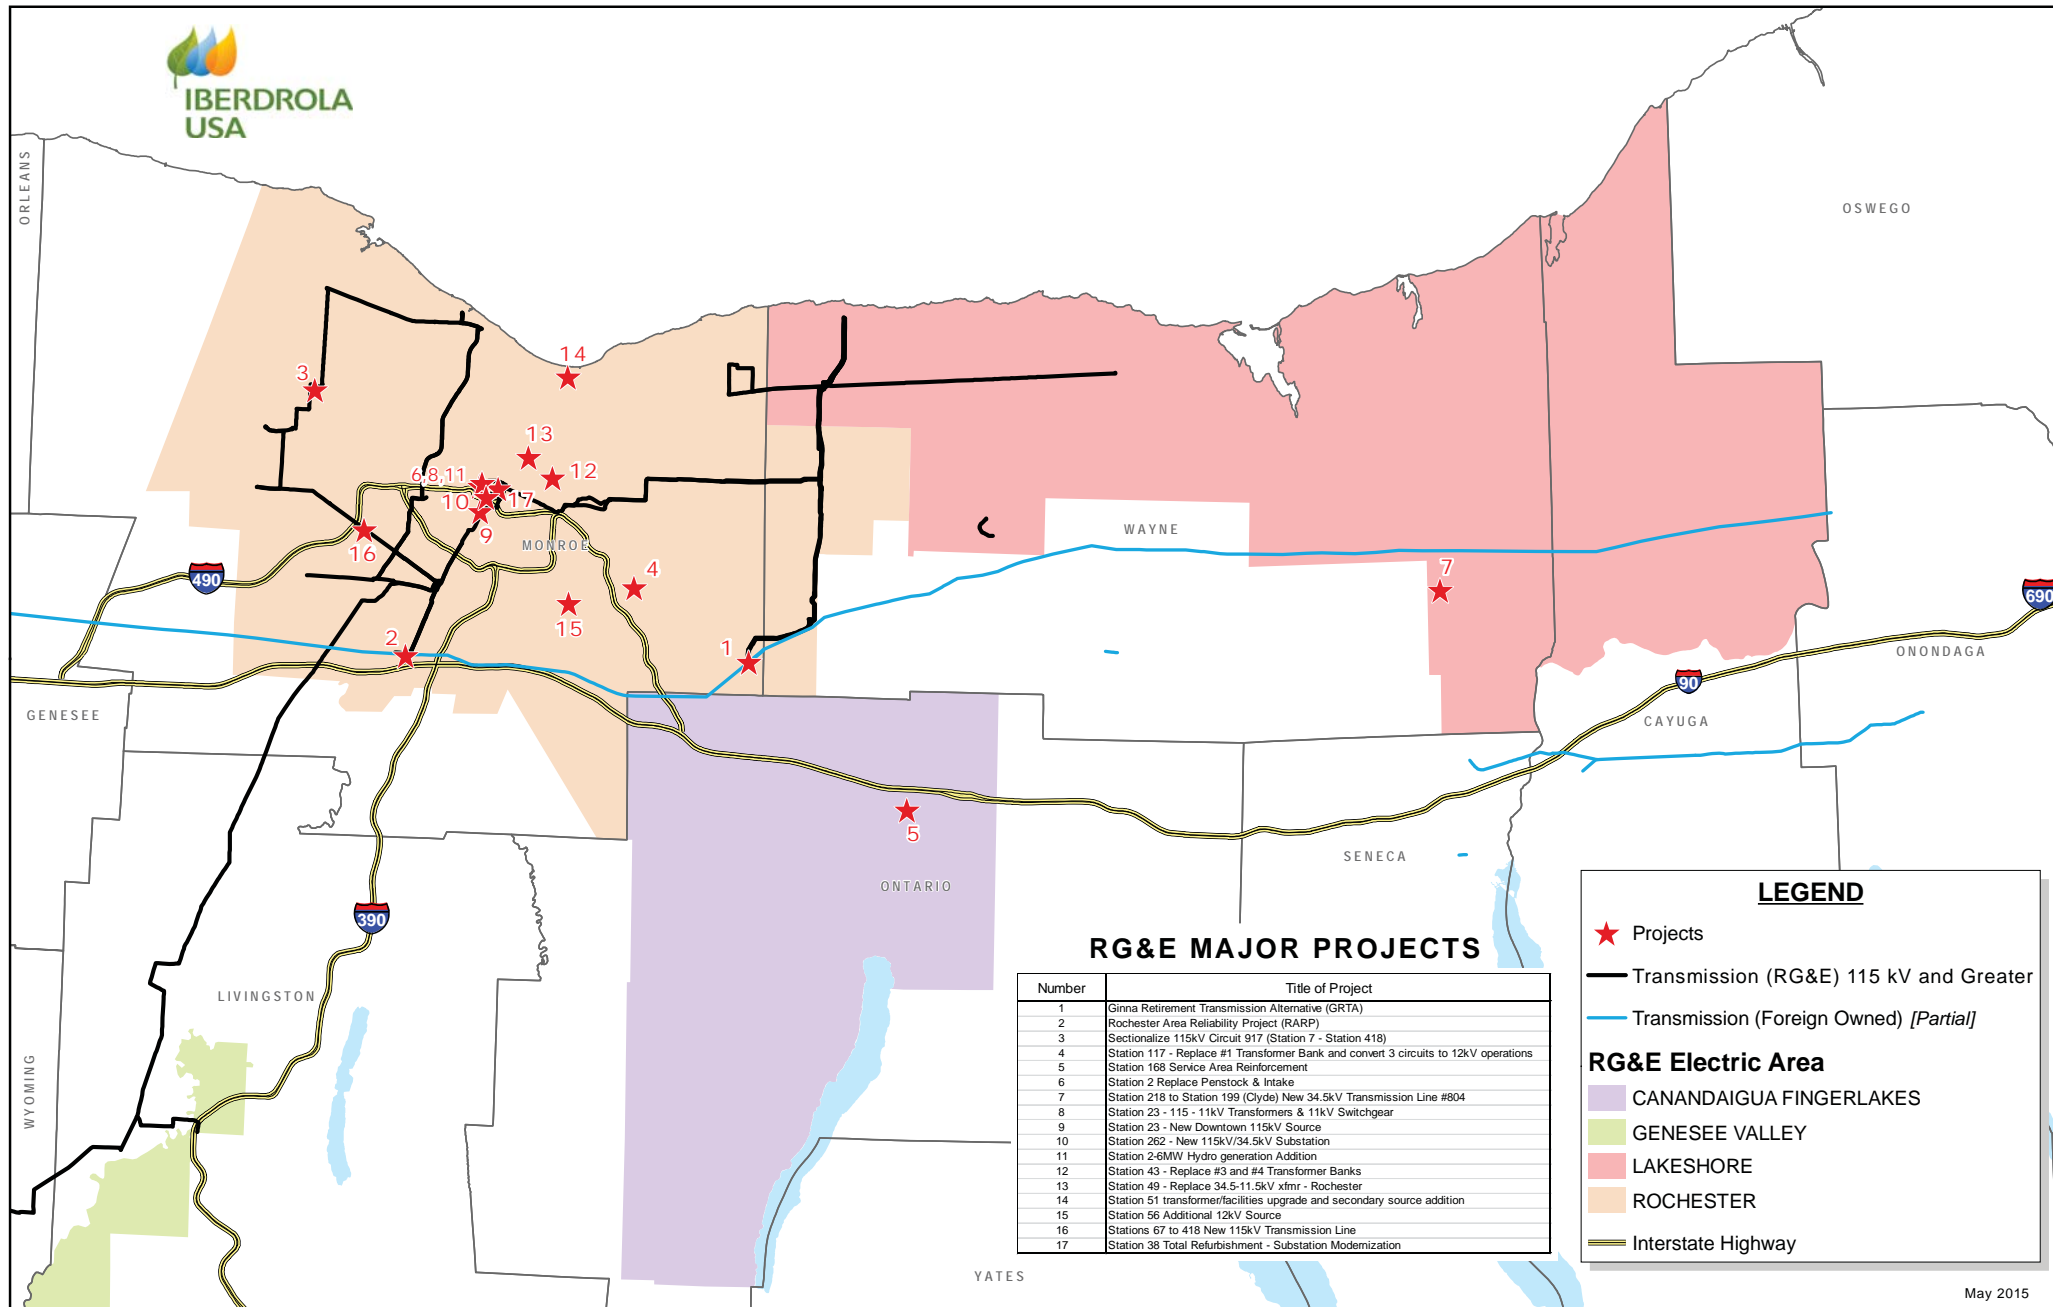 IBERDROLA
USA
ORLEANS
OSWEGO
14
3
13
6,8,11
12
10
17
9
MONROE
WAYNE
16
490
4
7
690
15
2
1
ONONDAGA
90
GENESEE
CAYUGA
5
SENECA
ONTARIO
390
LIVINGSTON
WYOMING
YATES
RG&E MAJOR PROJECTS
Number Title of Project
1 Ginna Retirement Transmission Alternative (GRTA)
2 Rochester Area Reliability Project (RARP)
3 Sectionalize 115kV Circuit 917 (Station 7 - Station 418)
4 Station 117 - Replace #1 Transformer Bank and convert 3 circuits to 12kV operations
5 Station 168 Service Area Reinforcement
6 Station 2 Replace Penstock & Intake
7 Station 218 to Station 199 (Clyde) New 34.5kV Transmission Line #804
8 Station 23 - 115 - 11kV Transformers & 11kV Switchgear
9 Station 23 - New Downtown 115kV Source
10 Station 262 - New 115kV/34.5kV Substation
11 Station 2-6MW Hydro generation Addition
12 Station 43 - Replace #3 and #4 Transformer Banks
13 Station 49 - Replace 34.5-11.5kV xfmr - Rochester
14 Station 51 transformer/facilities upgrade and secondary source addition
15 Station 56 Additional 12kV Source
16 Stations 67 to 418 New 115kV Transmission Line
17 Station 38 Total Refurbishment - Substation Modernization
LEGEND
Projects
Transmission (RG&E) 115 kV and Greater
Transmission (Foreign Owned) [Partial]
RG&E Electric Area
CANANDAIGUA FINGERLAKES
GENESEE VALLEY
LAKESHORE
ROCHESTER
Interstate Highway
May 2015